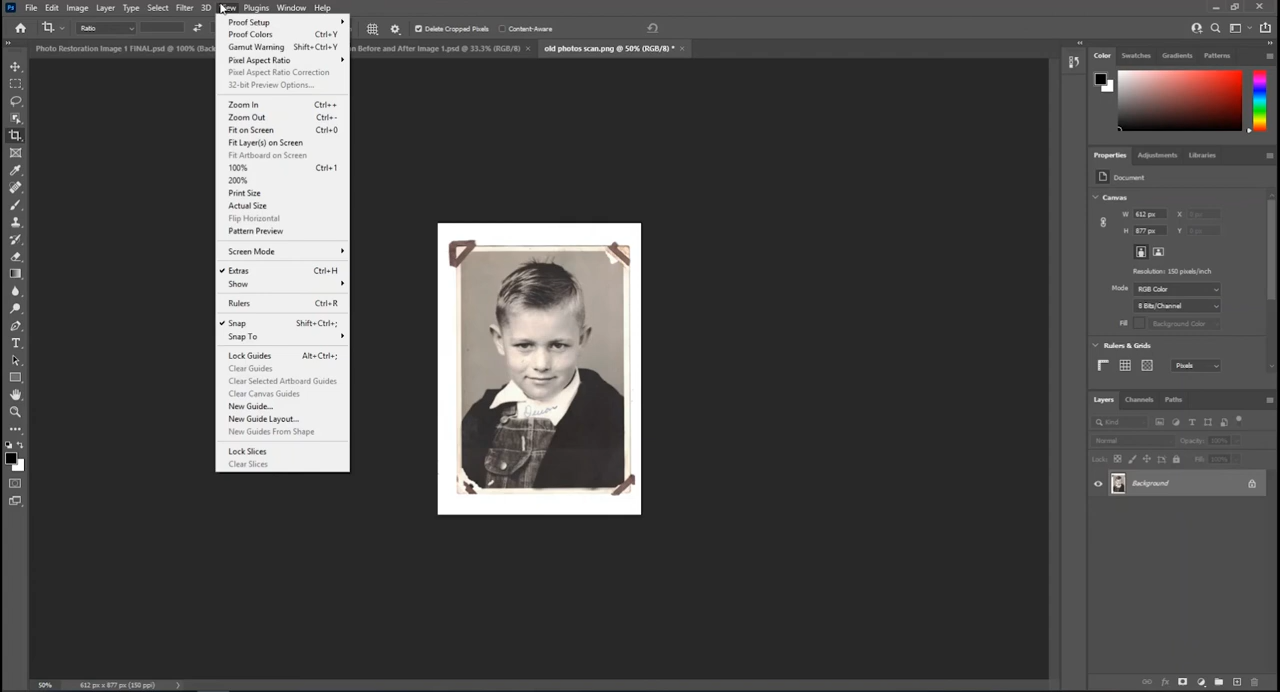 Ps File Edit Image Layer Type Select Filter 3D View Plugins Window Help
Ratio Delete Cropped Pixels Content-Aware
Photo Restoration Image 1 FINAL.psd @ 100% (Bac Before and After Image 1.psd @ 33.3% (RGB/8) × old photos scan.png @ 50% (RGB/8) * ×
Proof Setup
Proof Colors Ctrl+Y
Gamut Warning Shift+Ctrl+Y
Pixel Aspect Ratio
Pixel Aspect Ratio Correction
32-bit Preview Options...
Zoom In Ctrl++
Zoom Out Ctrl+-
Fit on Screen Ctrl+0
Fit Layer(s) on Screen
Fit Artboard on Screen
100% Ctrl+1
200%
Print Size
Actual Size
Flip Horizontal
Pattern Preview
Screen Mode
Extras Ctrl+H
Show
Rulers Ctrl+R
Snap Shift+Ctrl+;
Snap To
Lock Guides Alt+Ctrl+;
Clear Guides
Clear Selected Artboard Guides
Clear Canvas Guides
New Guide...
New Guide Layout...
New Guides From Shape
Lock Slices
Clear Slices
Color Swatches Gradients Patterns
Properties Adjustments Libraries
Document
Canvas
W 612 px X 0 px
H 877 px Y 0 px
Resolution: 150 pixels/inch
Mode RGB Color
8 Bits/Channel
Fill Background Color
Rulers & Grids
Pixels
Layers Channels Paths
Kind
Normal Opacity: 100%
Lock: Fill: 100%
Background
50% 612 px x 877 px (150 ppi)